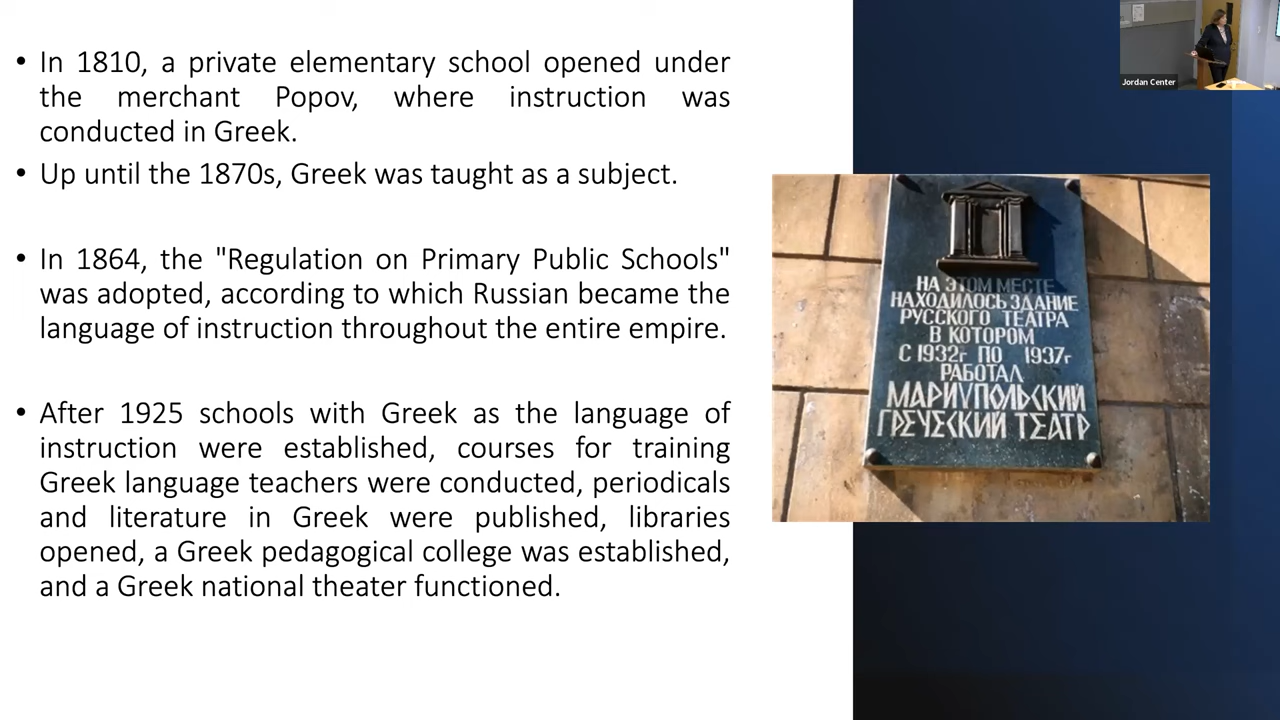 • In 1810, a private elementary school opened under
the merchant Popov, where instruction was
conducted in Greek.
• Up until the 1870s, Greek was taught as a subject.
• In 1864, the "Regulation on Primary Public Schools"
was adopted, according to which Russian became the
language of instruction throughout the entire empire.
• After 1925 schools with Greek as the language of
instruction were established, courses for training
Greek language teachers were conducted, periodicals
and literature in Greek were published, libraries
opened, a Greek pedagogical college was established,
and a Greek national theater functioned.
НА ЭТОМ МЕСТЕ
НАХОДИЛОСЬ ЗДАНИЕ
РУССКОГО ТЕАТРА
В КОТОРОМ
С 1932г ПО 1937г
РАБОТАЛ
МАРИУПОЛЬСКИЙ
ГРЕЧЕСКИЙ ТЕАТР
Jordan Center